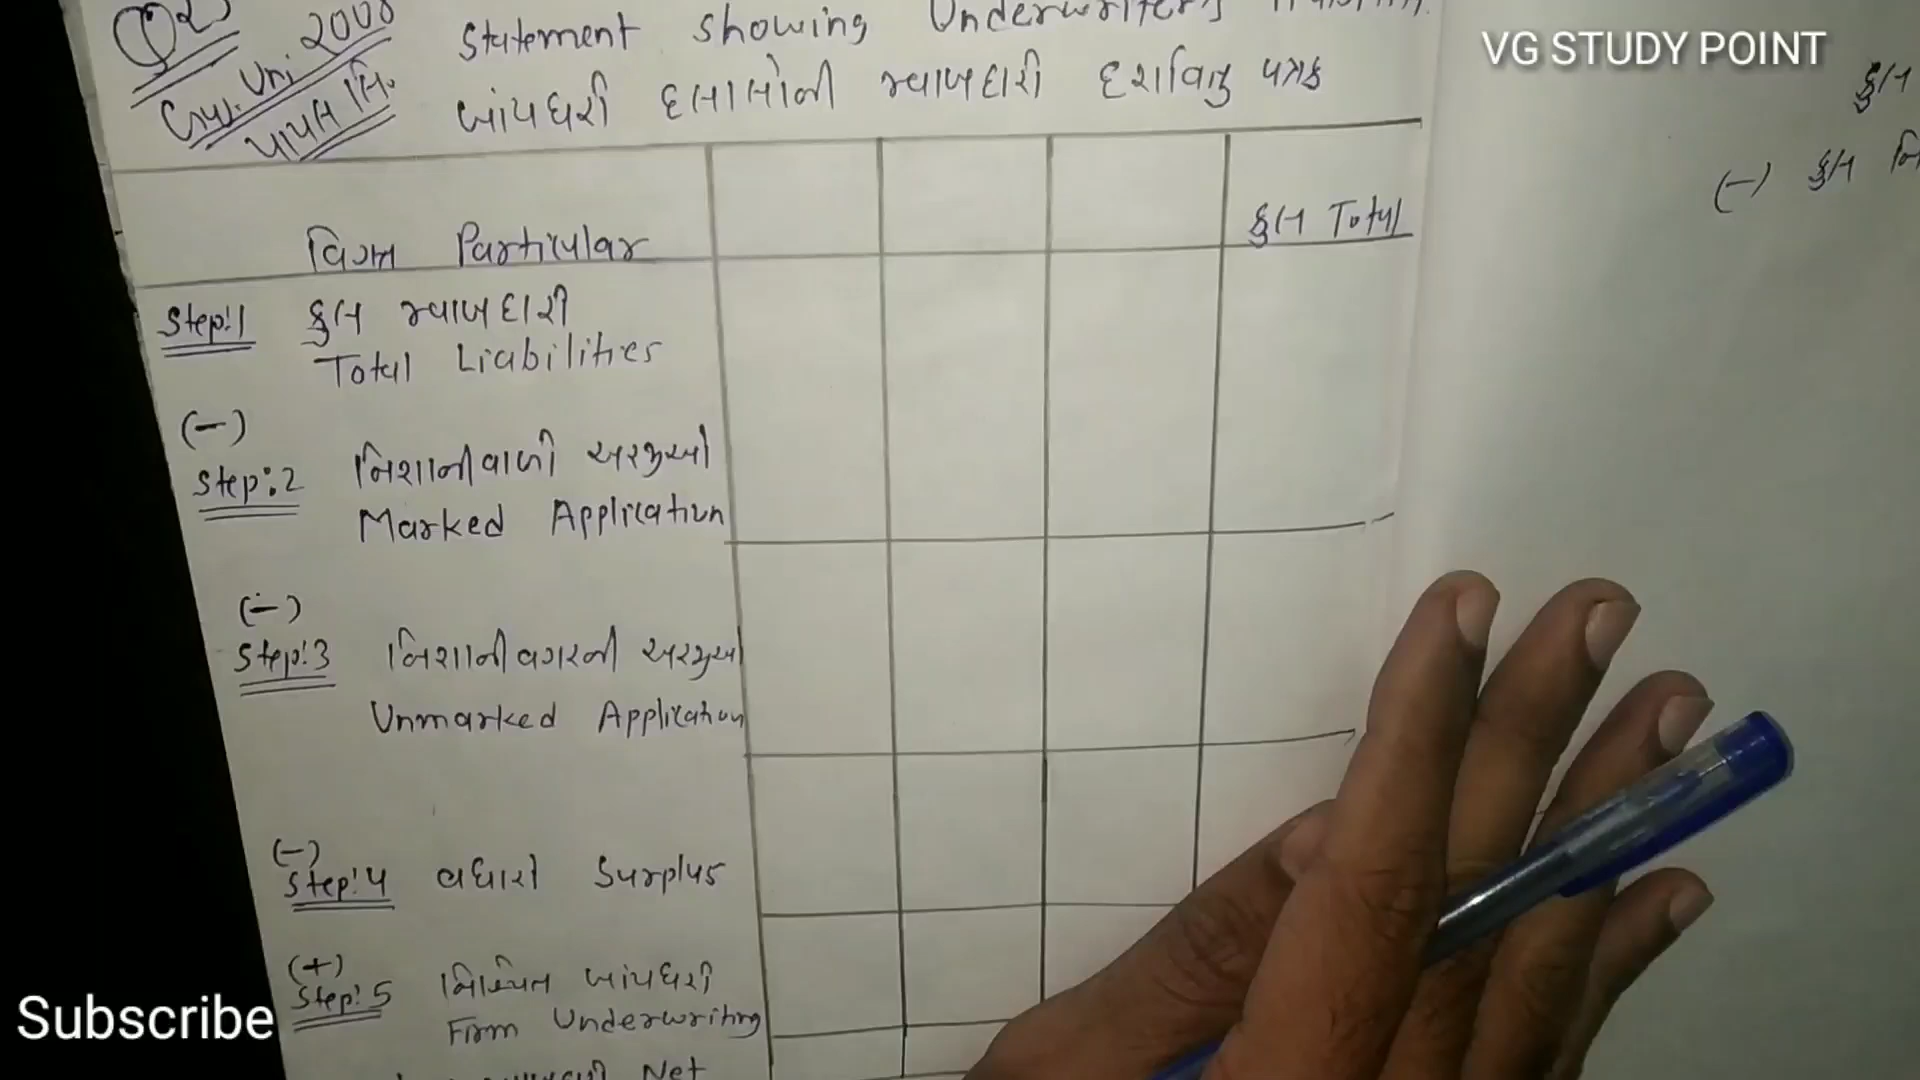 Q2
Guj. Uni 2008
Statement showing Underwriter's
બાંયધરી દલાલોની જવાબદારી દર્શાવતુ પત્રક
VG STUDY POINT
કુલ
(-) કુલ
વિગત Particular
કુલ Total
Step:1 કુલ જવાબદારી
Total Liabilities
(-)
Step:2 નિશાનીવાળી અરજીઓ
Marked Application
(-)
Step:3 નિશાનીવગરની અરજીઓ
Unmarked Application
(-)
Step:4 વધારો Surplus
(+)
Step:5 નિશ્ચિત બાંયધરી
Firm Underwriting
Net
Subscribe